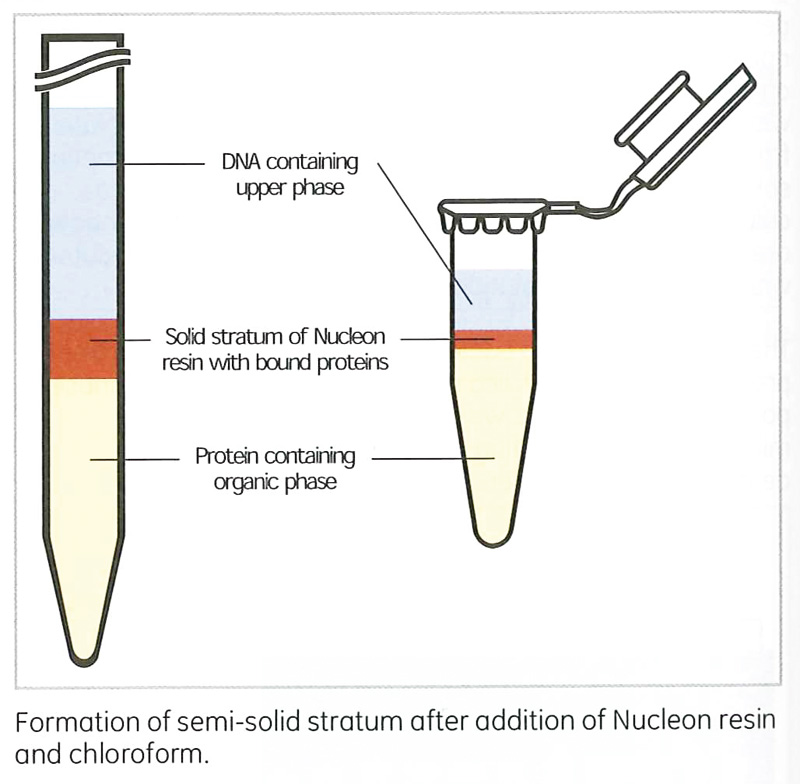 DNA containing
upper phase
Solid stratum of Nucleon
resin with bound proteins
Protein containing
organic phase
Formation of semi-solid stratum after addition of Nucleon resin
and chloroform.